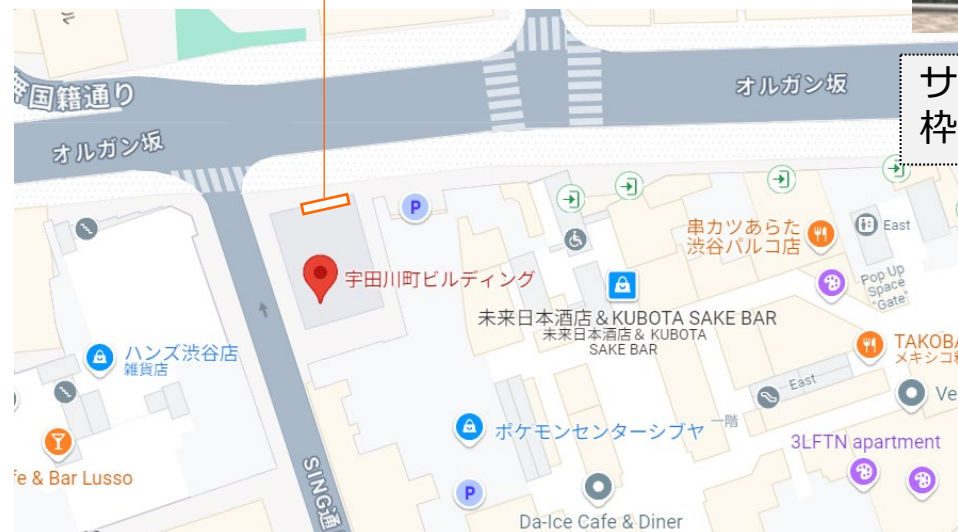 ル
国籍通り
オルガン坂
オルガン坂
サ
枠
P
宇田川町ビルディング
串カツあらた
渋谷パルコ店
East
Pop Up
Space
"Gate"
未来日本酒店&KUBOTA SAKE BAR
未来日本酒店& KUBOTA
SAKE BAR
TAKOBA
メキシコ料
ハンズ渋谷店
雑貨店
East
Ve
一階
ポケモンセンターシブヤ
3LFTN apartment
fe & Bar Lusso
SING通
P
Da-Ice Cafe & Diner